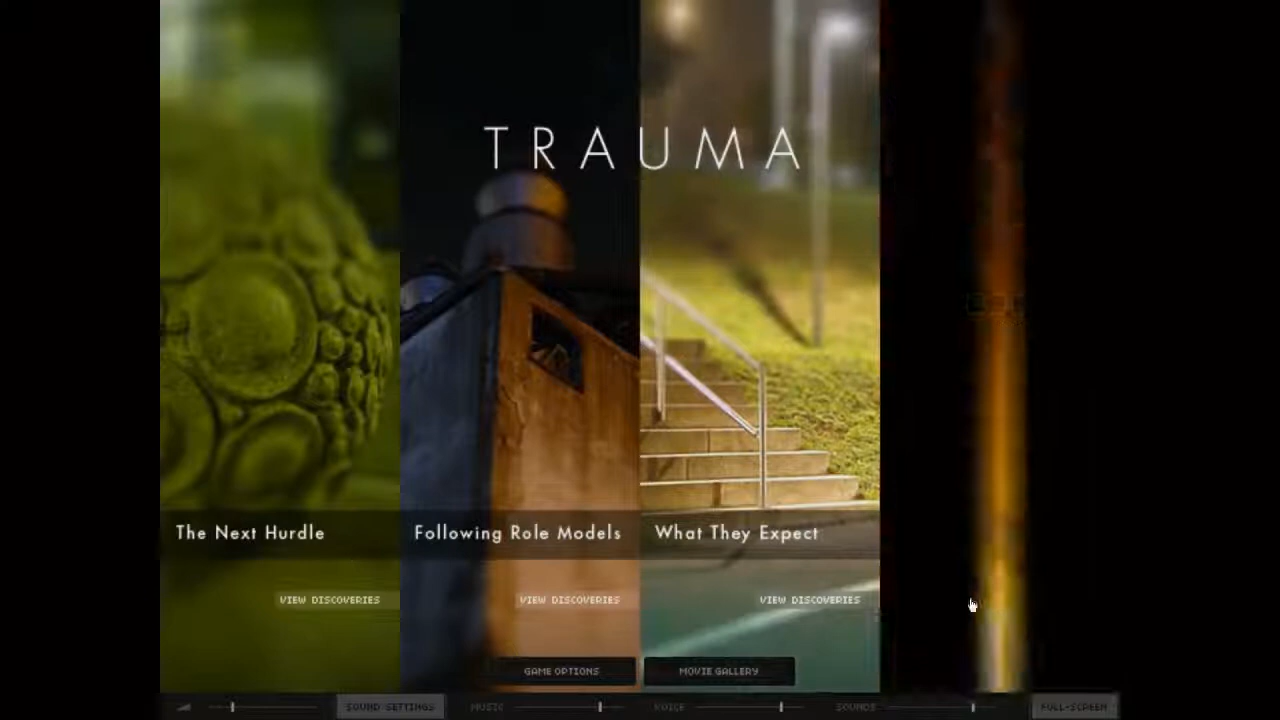 TRAUMA
The Next Hurdle
Following Role Models
What They Expect
VIEW DISCOVERIES
VIEW DISCOVERIES
VIEW DISCOVERIES
GAME OPTIONS
MOVIE GALLERY
SOUND SETTINGS
MUSIC
VOICE
SOUNDS
FULL-SCREEN